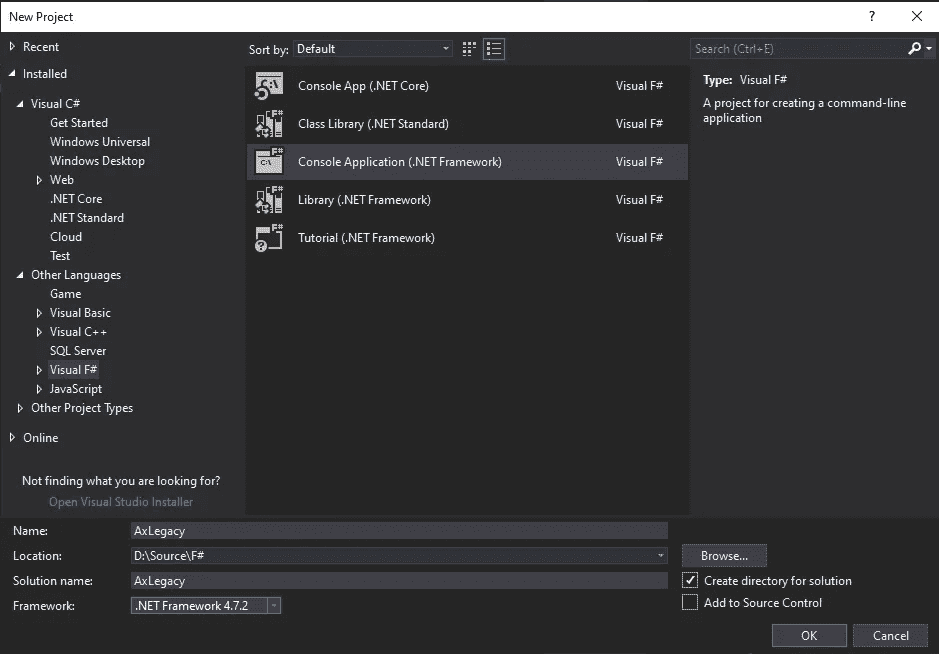 New Project
?
Recent
Installed
Visual C#
Get Started
Windows Universal
Windows Desktop
Web
.NET Core
.NET Standard
Cloud
Test
Other Languages
Game
Visual Basic
Visual C++
SQL Server
Visual F#
JavaScript
Other Project Types
Online
Not finding what you are looking for?
Open Visual Studio Installer
Sort by: Default
Console App (.NET Core) Visual F#
Class Library (.NET Standard) Visual F#
Console Application (.NET Framework) Visual F#
Library (.NET Framework) Visual F#
Tutorial (.NET Framework) Visual F#
Search (Ctrl+E)
Type: Visual F#
A project for creating a command-line
application
Name: AxLegacy
Location: D:\Source\F#
Browse...
Solution name: AxLegacy
Create directory for solution
Framework: .NET Framework 4.7.2
Add to Source Control
OK Cancel